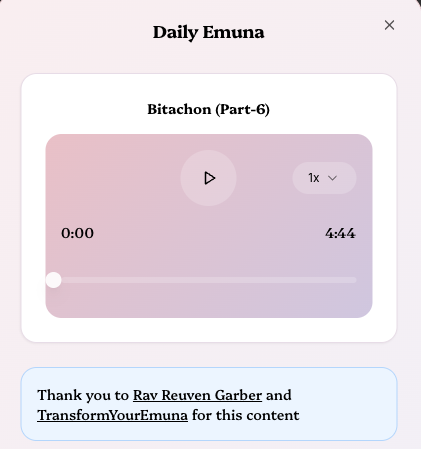 Daily Emuna
Bitachon (Part-6)
1x
0:00
4:44
Thank you to Rav Reuven Garber and
TransformYourEmuna for this content